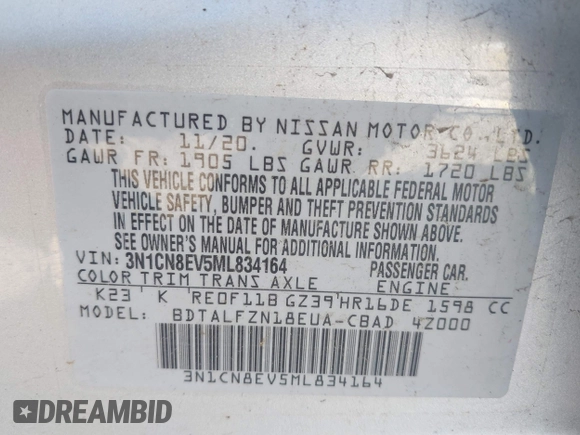 MANUFACTURED BY NISSAN MOTOR CO., LTD.
DATE: 11/20. GVWR: 3624 LBS
GAWR FR: 1905 LBS GAWR RR: 1720 LBS
THIS VEHICLE CONFORMS TO ALL APPLICABLE FEDERAL MOTOR
VEHICLE SAFETY, BUMPER AND THEFT PREVENTION STANDARDS
IN EFFECT ON THE DATE OF MANUFACTURE SHOWN ABOVE.
SEE OWNER'S MANUAL FOR ADDITIONAL INFORMATION.
VIN: 3N1CN8EV5ML834164 PASSENGER CAR.
COLOR TRIM TRANS AXLE ENGINE
K23 K RE0F11B GZ39 HR16DE 1598 CC
MODEL: BDTALFZN18EUA-CBAD 4Z000
3N1CN8EV5ML834164
DREAMBID
dreambid.com